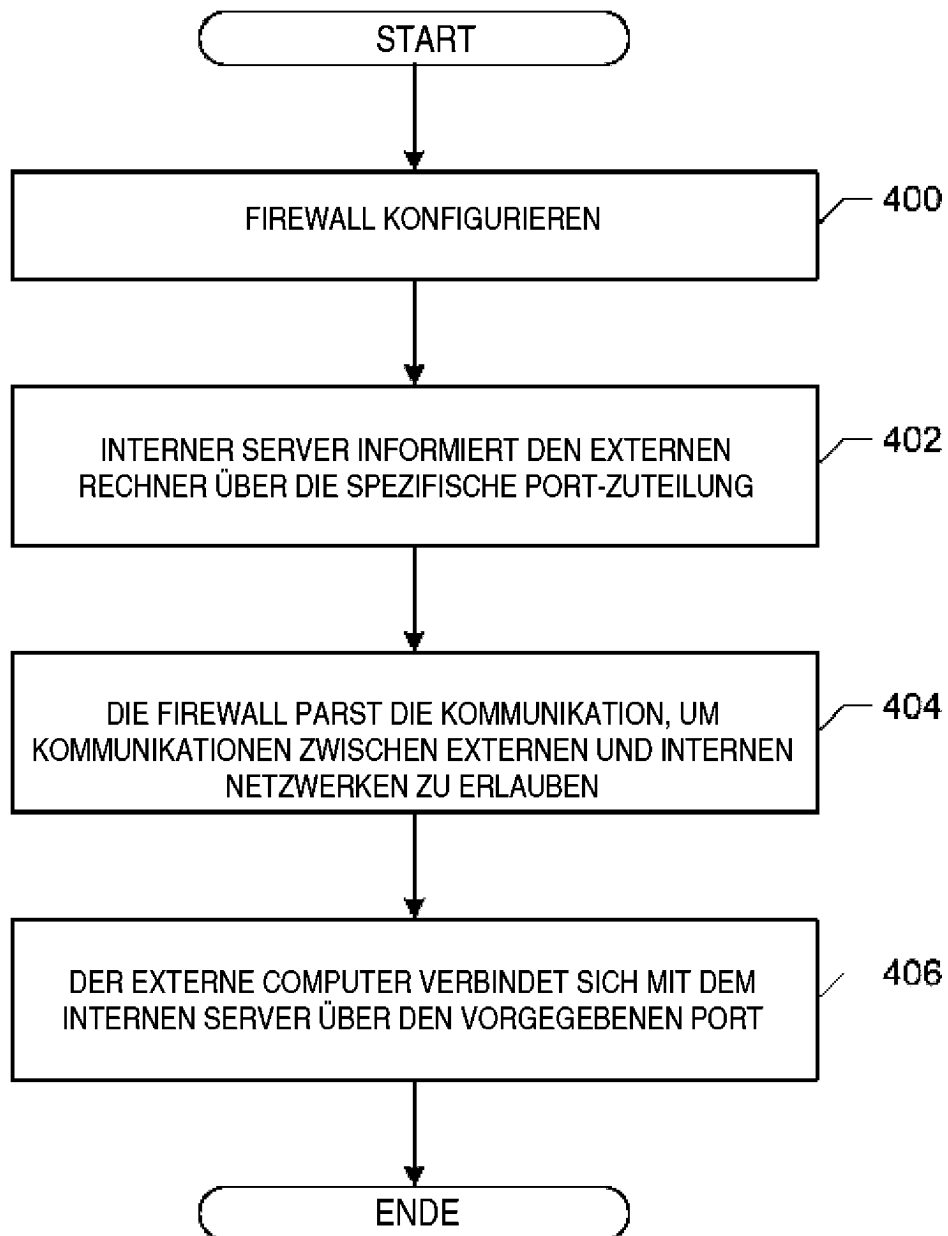 START
FIREWALL KONFIGURIEREN
400
INTERNER SERVER INFORMIERT DEN EXTERNEN
RECHNER ÜBER DIE SPEZIFISCHE PORT-ZUTEILUNG
402
DIE FIREWALL PARST DIE KOMMUNIKATION, UM
KOMMUNIKATIONEN ZWISCHEN EXTERNEN UND INTERNEN
NETZWERKEN ZU ERLAUBEN
404
DER EXTERNE COMPUTER VERBINDET SICH MIT DEM
INTERNEN SERVER ÜBER DEN VORGEGEBENEN PORT
406
ENDE